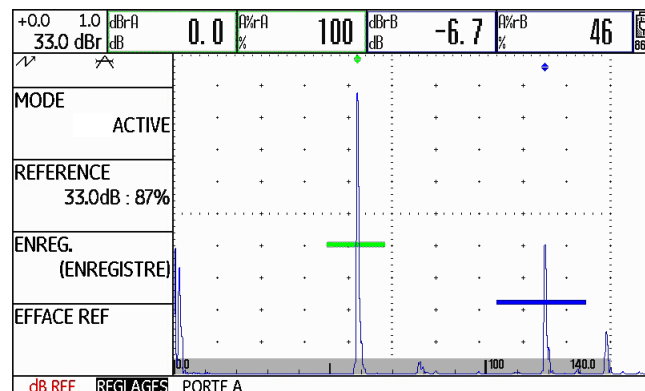 +0.0 1.0 dBrA A%rA dBrB A%rB
33.0 dBr dB 0.0 % 100 dB -6.7 % 46 86
MODE
ACTIVE
REFERENCE
33.0dB : 87%
ENREG.
(ENREGISTRE)
EFFACE REF
0.0 100 140.0
dB REF REGLAGES PORTE A